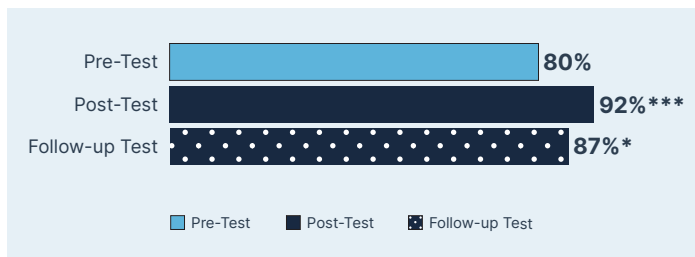 Pre-Test 80%
Post-Test 92%***
Follow-up Test 87%*
Pre-Test Post-Test Follow-up Test